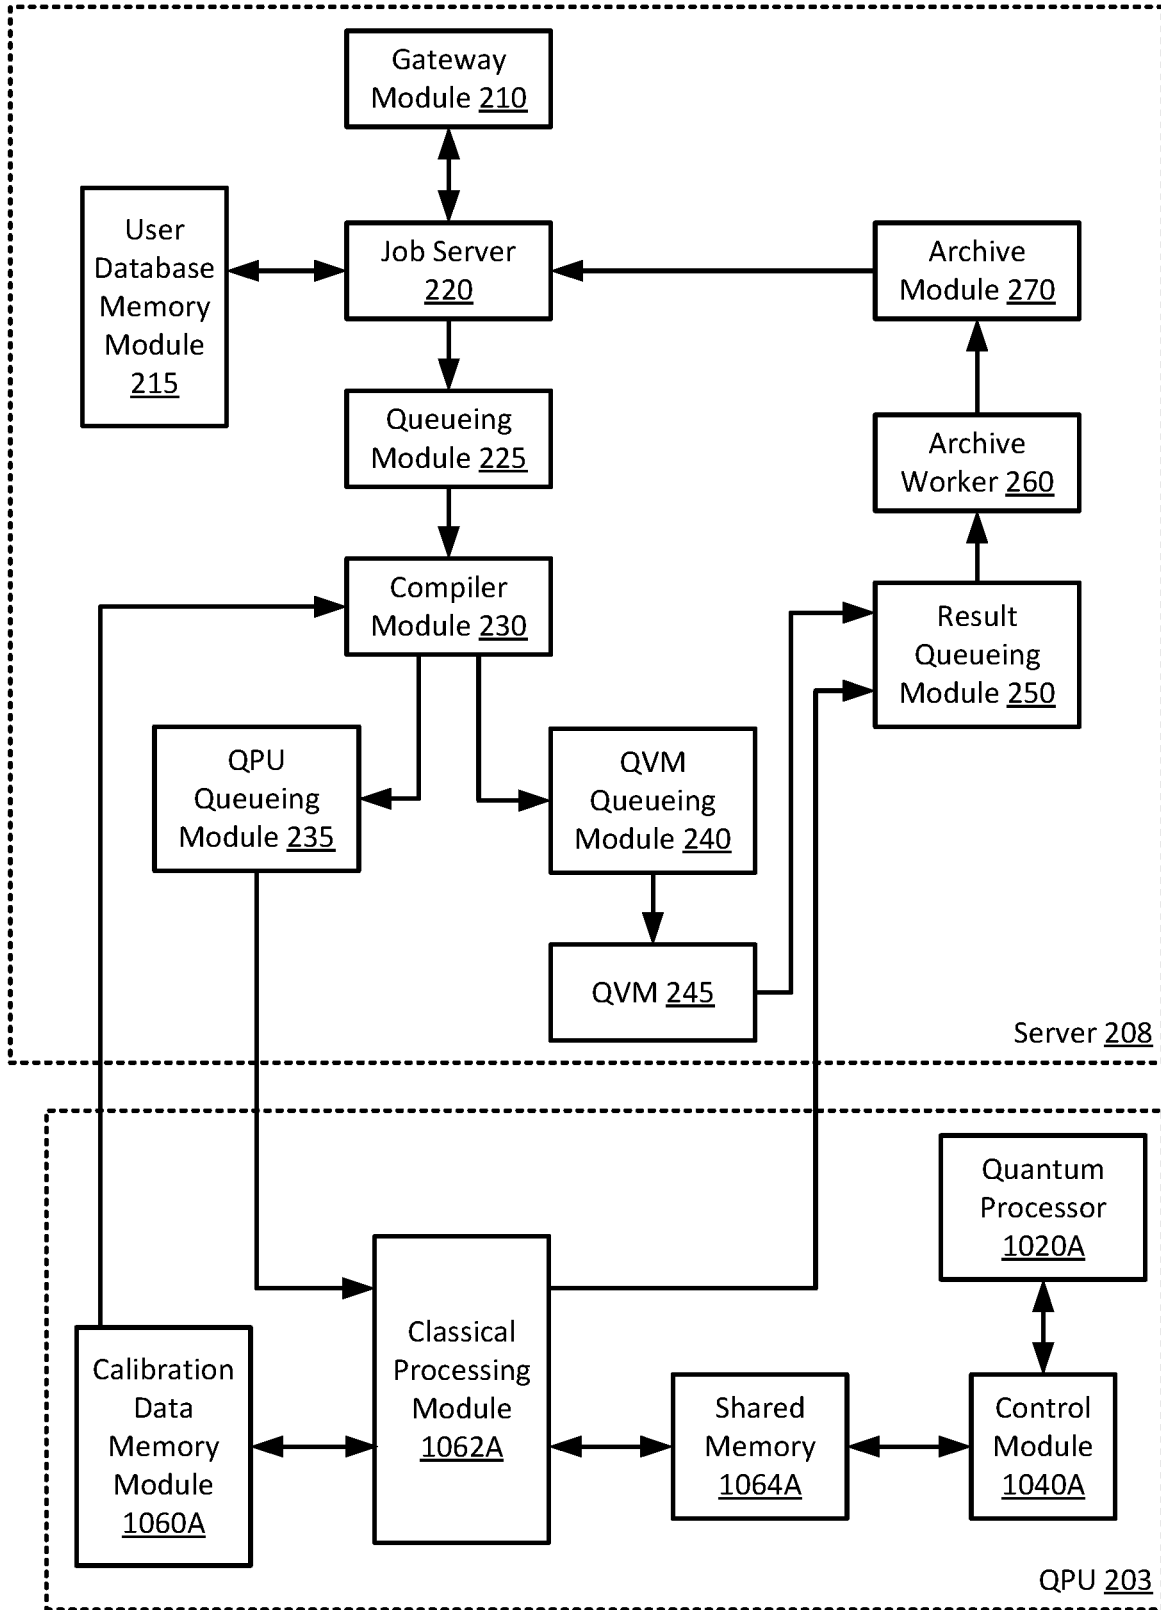 Gateway
Module 210
User
Database
Memory
Module
215
Job Server
220
Archive
Module 270
Queueing
Module 225
Archive
Worker 260
Compiler
Module 230
Result
Queueing
Module 250
QPU
Queueing
Module 235
QVM
Queueing
Module 240
QVM 245
Server 208
Quantum
Processor
1020A
Classical
Processing
Module
1062A
Calibration
Data
Memory
Module
1060A
Shared
Memory
1064A
Control
Module
1040A
QPU 203